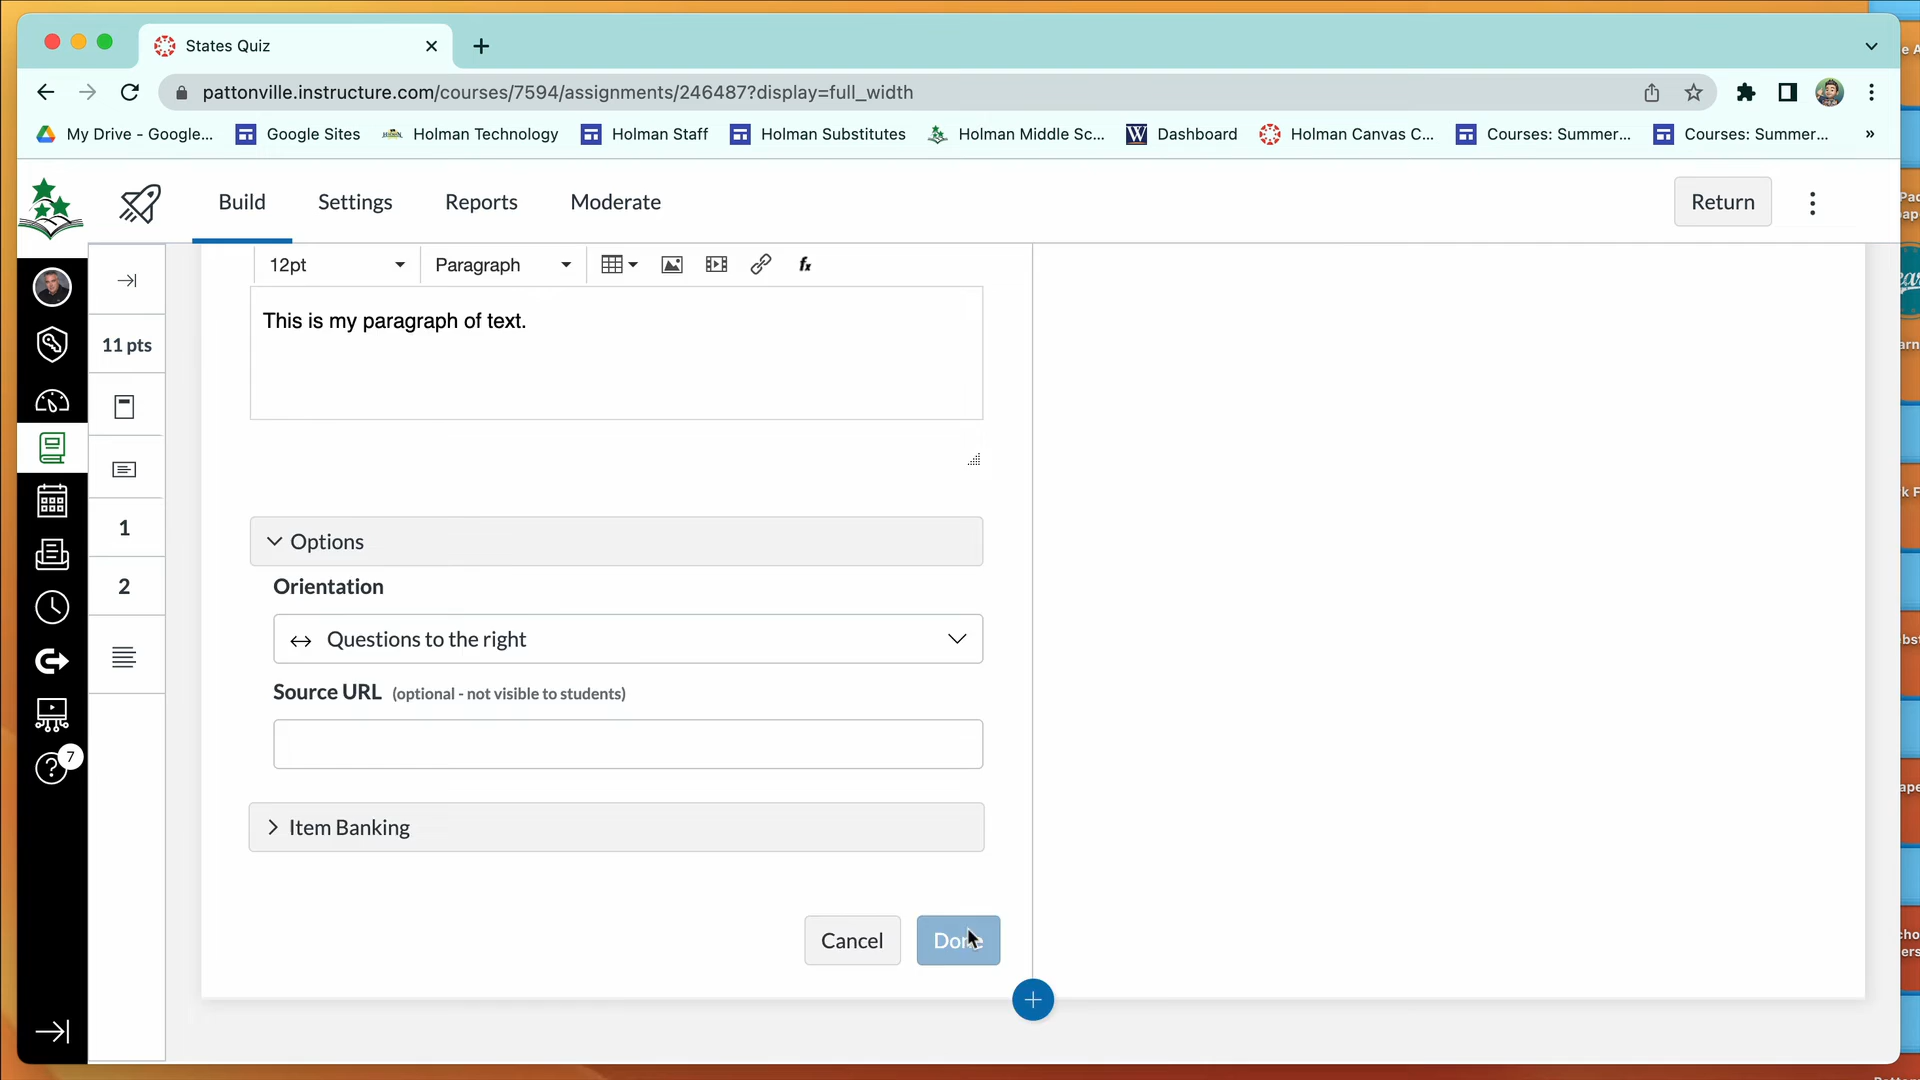 States Quiz
pattonville.instructure.com/courses/7594/assignments/246487?display=full_width
My Drive - Google...
Google Sites
Holman Technology
Holman Staff
Holman Substitutes
Holman Middle Sc...
W
Dashboard
Holman Canvas C...
Courses: Summer...
Courses: Summer...
»
Build
Settings
Reports
Moderate
Return
12pt
Paragraph
11 pts
This is my paragraph of text.
1
Options
2
Orientation
Questions to the right
Source URL (optional - not visible to students)
7
Item Banking
Cancel
Done